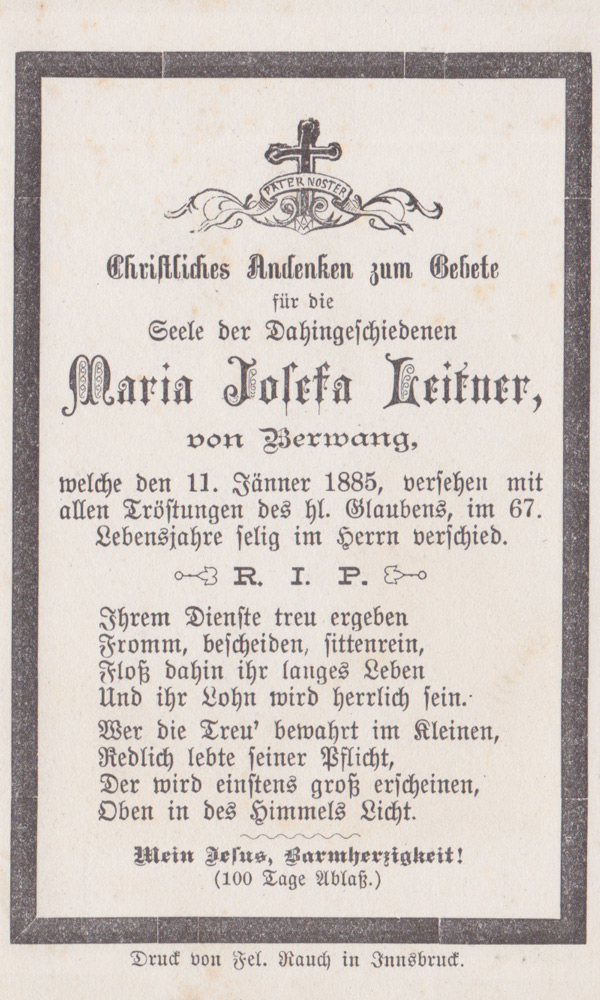 PATER NOSTER
Christliches Andenken zum Gebete
für die
Seele der Dahingeschiedenen
Maria Josefa Leitner,
von Berwang,
welche den 11. Jänner 1885, versehen mit
allen Tröstungen des hl. Glaubens, im 67.
Lebensjahre selig im Herrn verschied.
R. I. P.
Ihrem Dienste treu ergeben
Fromm, bescheiden, sittenrein,
Floß dahin ihr langes Leben
Und ihr Lohn wird herrlich sein.
Wer die Treu' bewahrt im Kleinen,
Redlich lebte seiner Pflicht,
Der wird einstens groß erscheinen,
Oben in des Himmels Licht.
Mein Jesus, Barmherzigkeit!
(100 Tage Ablaß.)
Druck von Fel. Rauch in Innsbruck.